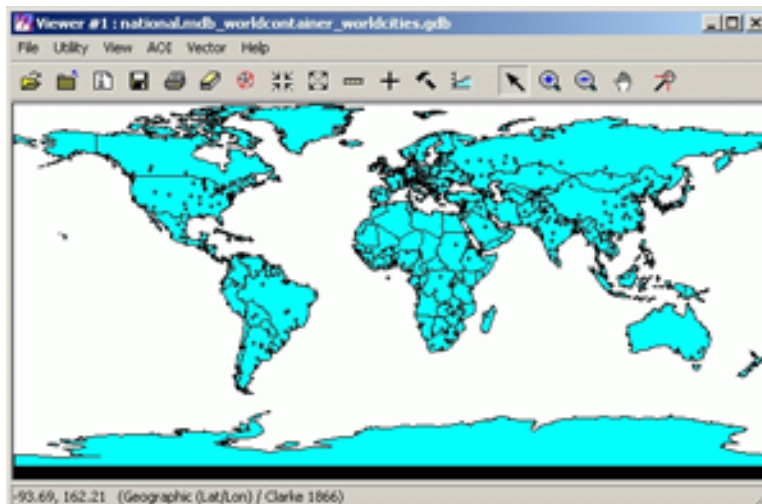 Viewer #1 : national.mdb_worldcontainer_worldcities.gdb
File Utility View AOI Vector Help
-93.69, 162.21 (Geographic (Lat/Lon) / Clarke 1866)